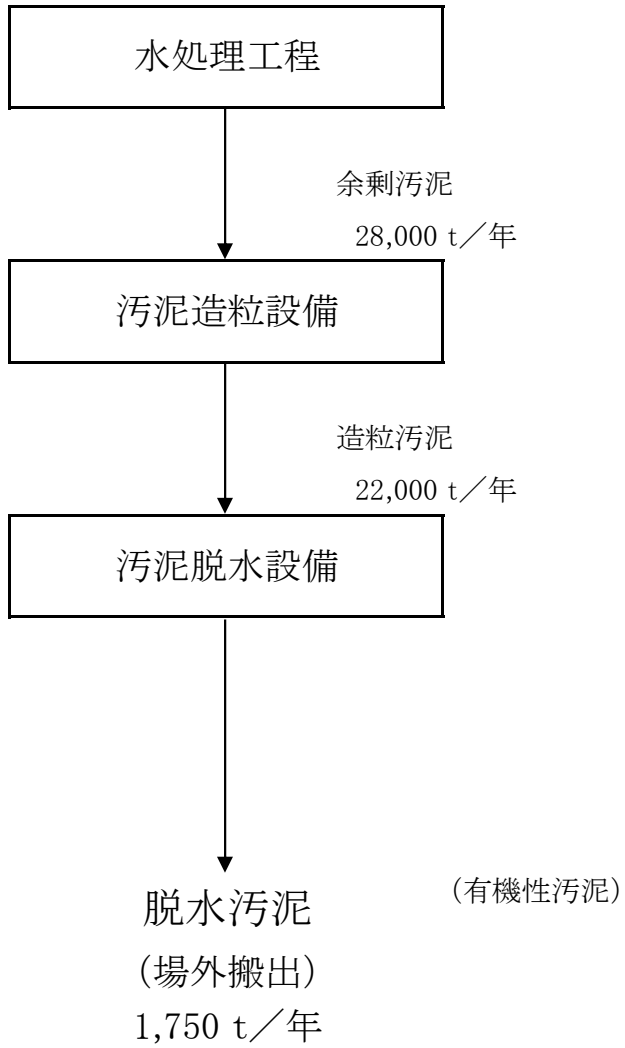 水処理工程
余剰汚泥
28,000 t／年
汚泥造粒設備
造粒汚泥
22,000 t／年
汚泥脱水設備
脱水汚泥
（有機性汚泥）
（場外搬出）
1,750 t／年